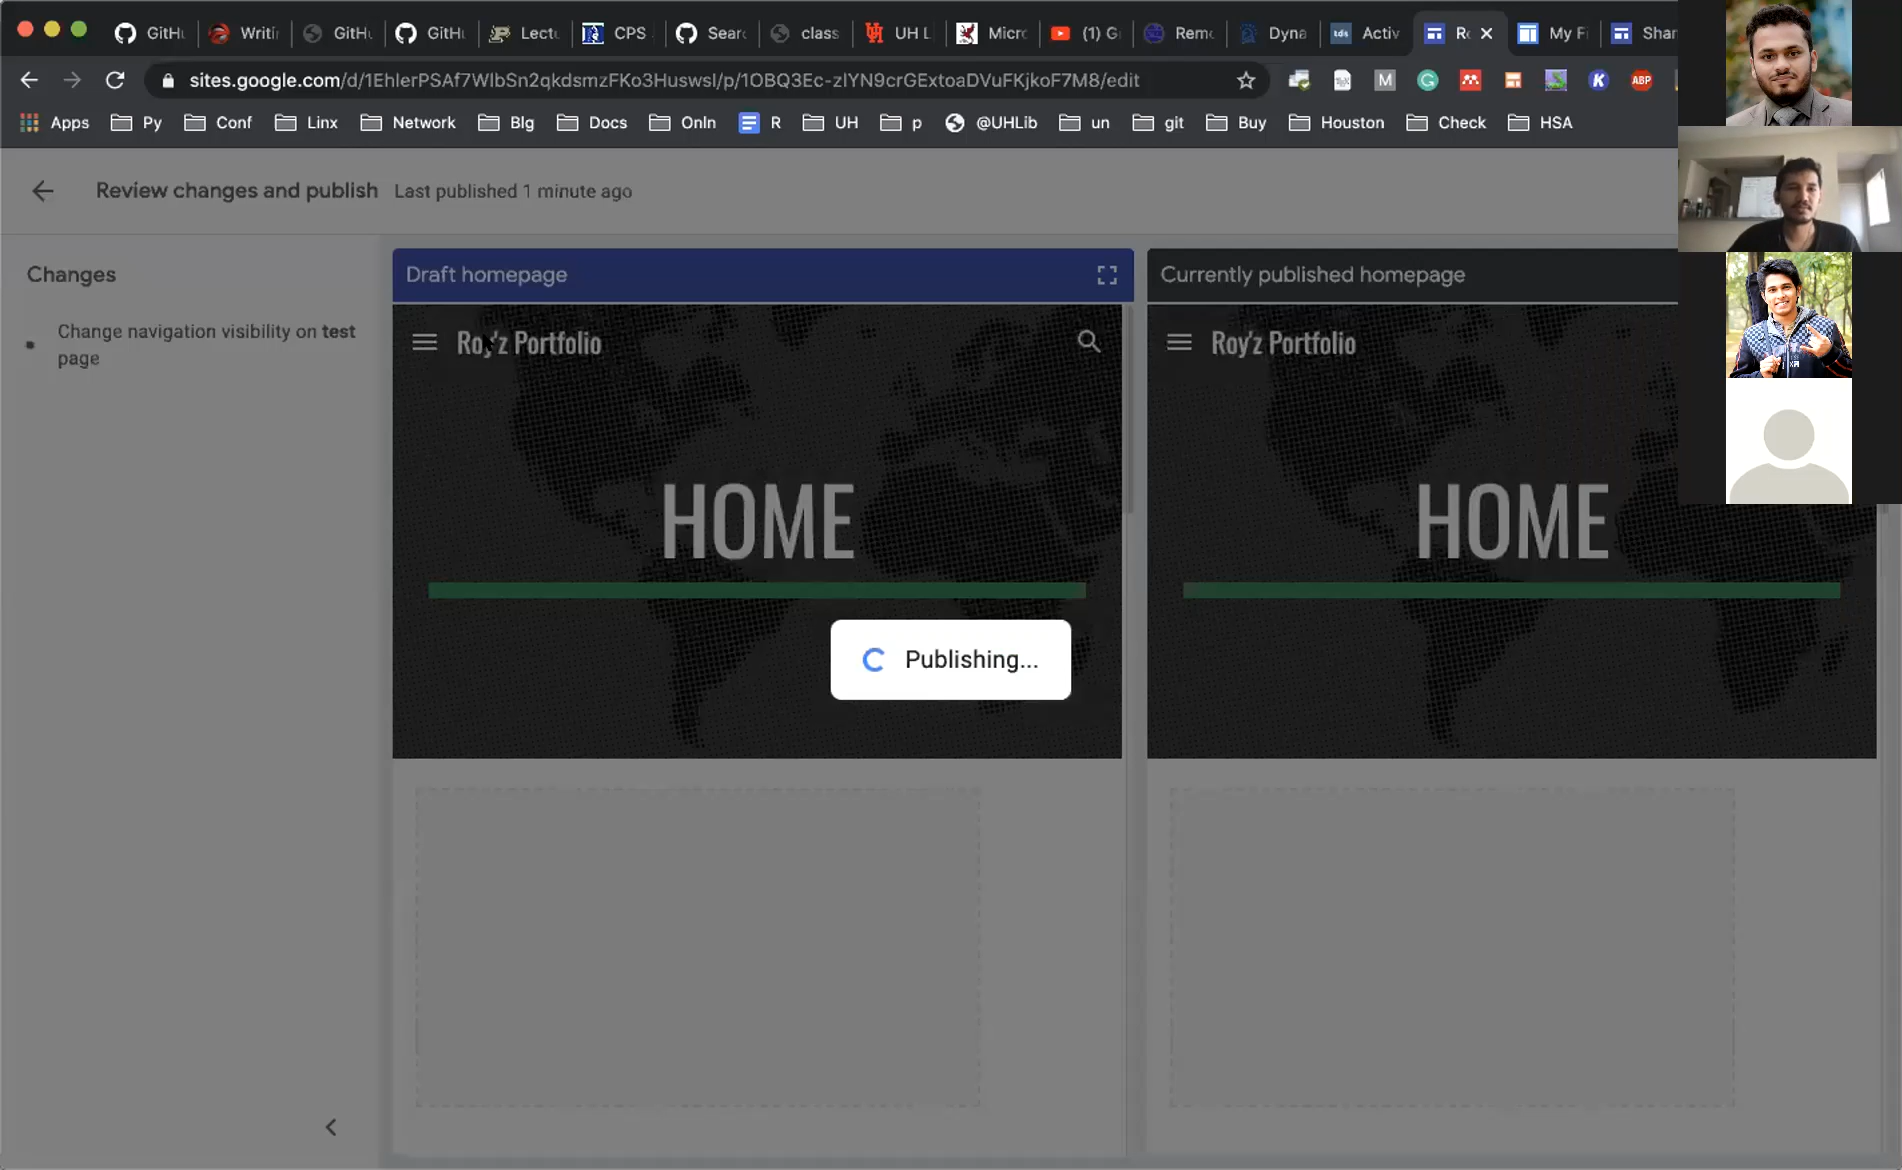 GitHu Writin GitHu GitHu Lectu CPS Searc class UH L Micro (1) G Remo Dyna Activ Ro My Fi Shar
sites.google.com/d/1EhlerPSAf7WlbSn2qkdsmzFKo3Huswsl/p/1OBQ3Ec-zlYN9crGExtoaDVuFKjkoF7M8/edit
Apps Py Conf Linx Network Blg Docs Onln R UH p @UHLib un git Buy Houston Check HSA
Review changes and publish Last published 1 minute ago
Changes
Change navigation visibility on test
page
Draft homepage
Roy'z Portfolio
HOME
Currently published homepage
Roy'z Portfolio
HOME
Publishing...